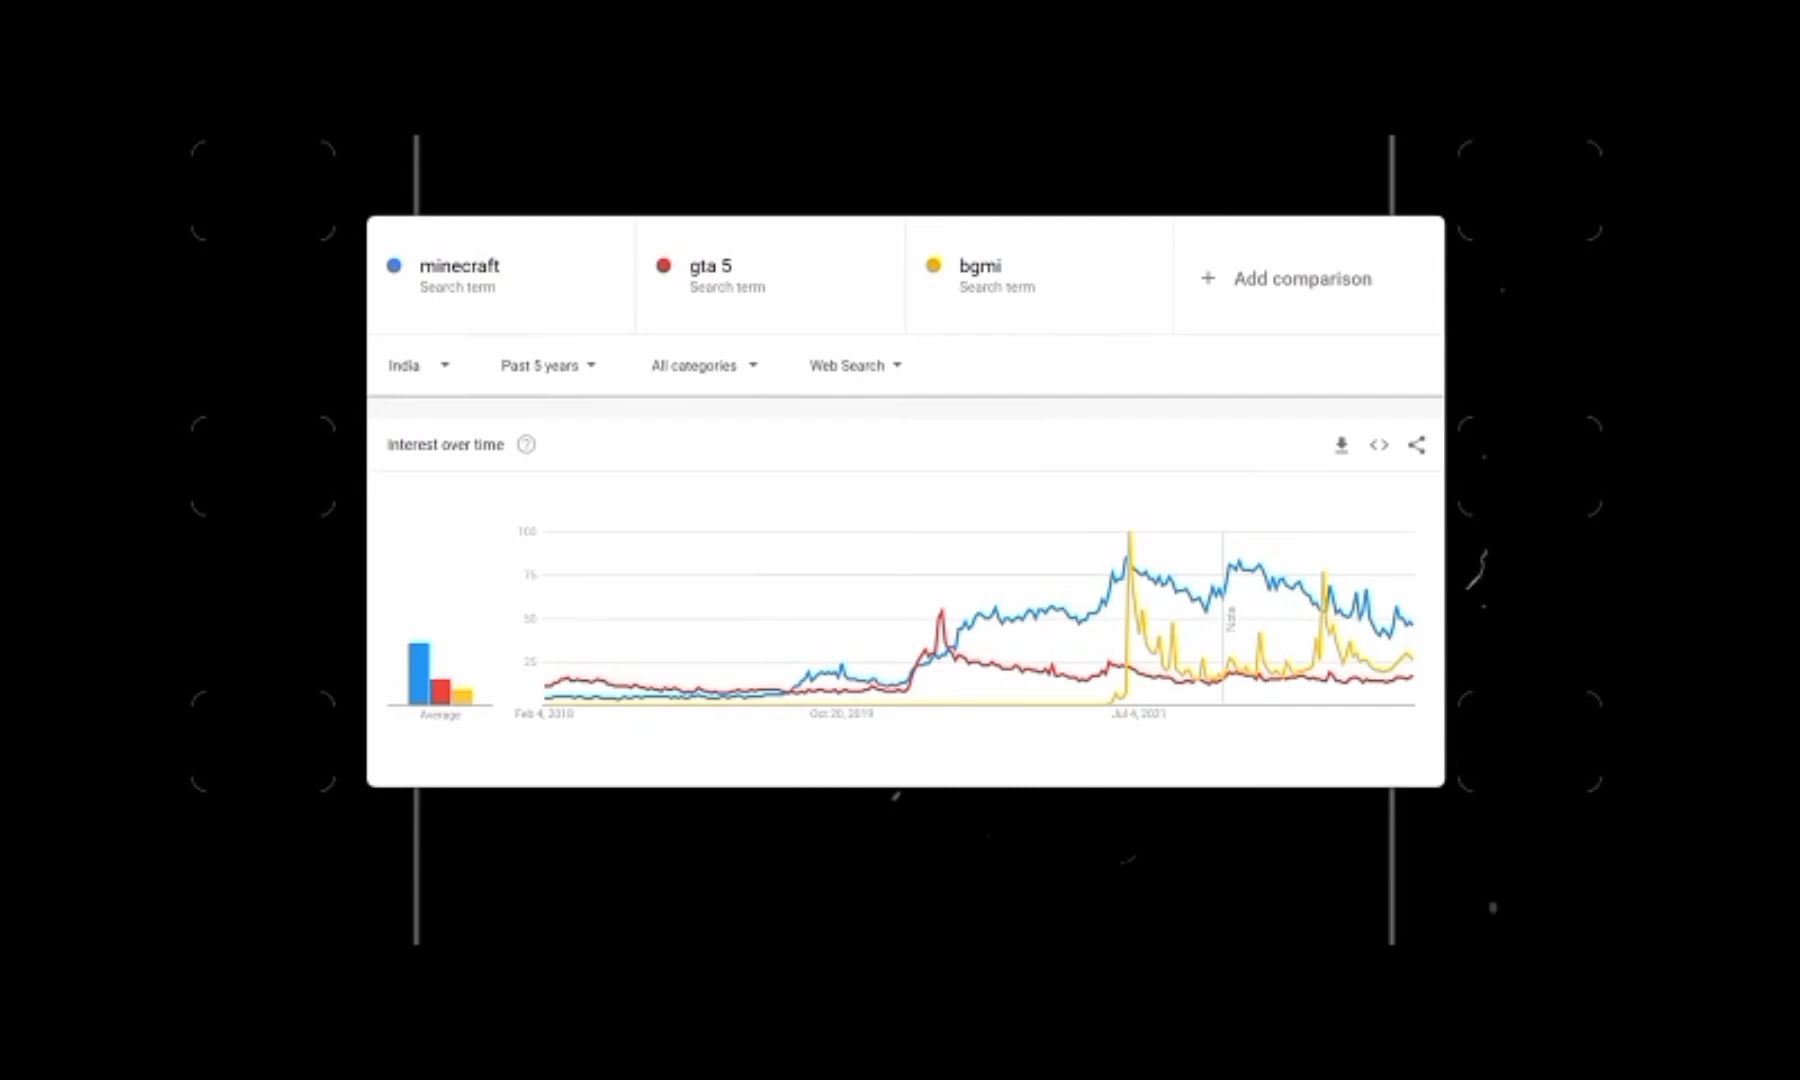 minecraft
Search term
gta 5
Search term
bgmi
Search term
+ Add comparison
India
Past 5 years
All categories
Web Search
Interest over time
?
100
75
50
25
Note
Average
Feb 4, 2018
Oct 20, 2019
Jul 4, 2021